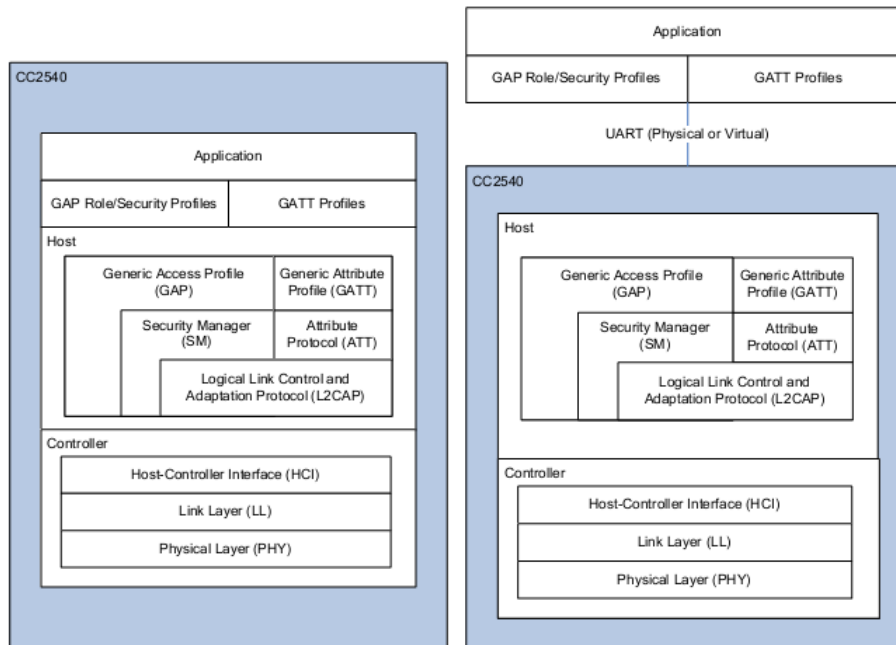 CC2540
Application
GAP Role/Security Profiles
GATT Profiles
Host
Generic Access Profile
(GAP)
Generic Attribute
Profile (GATT)
Security Manager
(SM)
Attribute
Protocol (ATT)
Logical Link Control and
Adaptation Protocol (L2CAP)
Controller
Host-Controller Interface (HCI)
Link Layer (LL)
Physical Layer (PHY)
Application
GAP Role/Security Profiles
GATT Profiles
UART (Physical or Virtual)
CC2540
Host
Generic Access Profile
(GAP)
Generic Attribute
Profile (GATT)
Security Manager
(SM)
Attribute
Protocol (ATT)
Logical Link Control and
Adaptation Protocol (L2CAP)
Controller
Host-Controller Interface (HCI)
Link Layer (LL)
Physical Layer (PHY)